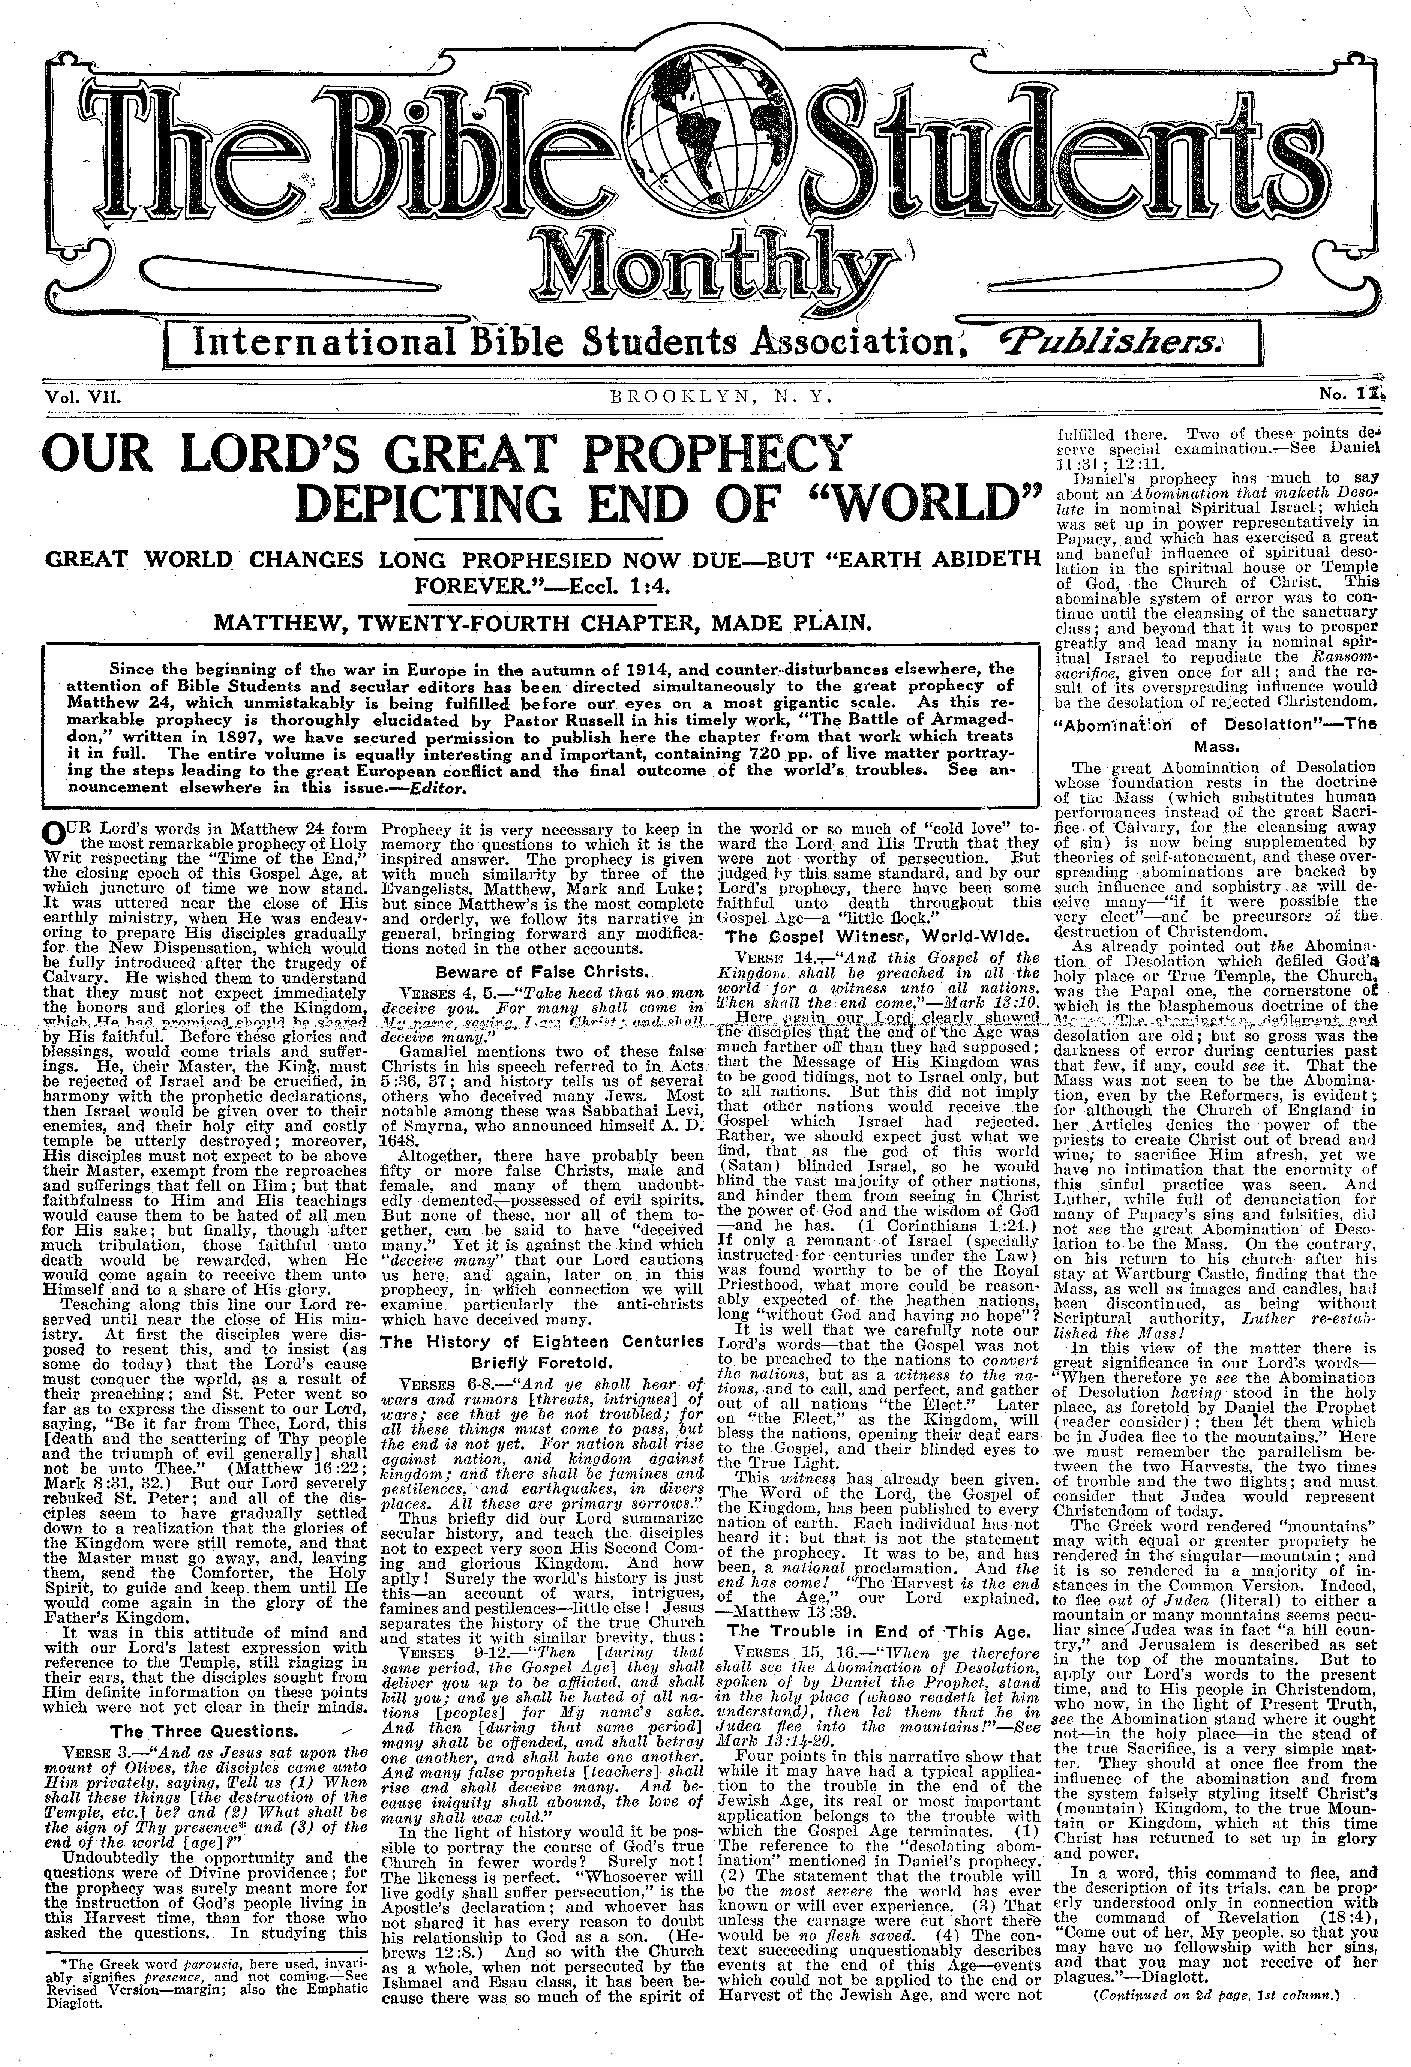 The Bible Students
Monthly
International Bible Students Association, Publishers.
Vol. VII. BROOKLYN, N. Y. No. 11.
OUR LORD'S GREAT PROPHECY
DEPICTING END OF "WORLD"
GREAT WORLD CHANGES LONG PROPHESIED NOW DUE—BUT "EARTH ABIDETH
FOREVER."—Eccl. 1:4.
MATTHEW, TWENTY-FOURTH CHAPTER, MADE PLAIN.
Since the beginning of the war in Europe in the autumn of 1914, and counter-disturbances elsewhere, the
attention of Bible Students and secular editors has been directed simultaneously to the great prophecy of
Matthew 24, which unmistakably is being fulfilled before our eyes on a most gigantic scale. As this re-
markable prophecy is thoroughly elucidated by Pastor Russell in his timely work, "The Battle of Armaged-
don," written in 1897, we have secured permission to publish here the chapter from that work which treats
it in full. The entire volume is equally interesting and important, containing 720 pp. of live matter portray-
ing the steps leading to the great European conflict and the final outcome of the world's troubles. See an-
nouncement elsewhere in this issue.—Editor.
OUR Lord's words in Matthew 24 form
the most remarkable prophecy of Holy
Writ respecting the "Time of the End,"
the closing epoch of this Gospel Age, at
which juncture of time we now stand.
It was uttered near the close of His
earthly ministry, when He was endeav-
oring to prepare His disciples gradually
for the New Dispensation, which would
be fully introduced after the tragedy of
Calvary. He wished them to understand
that they must not expect immediately
the honors and glories of the Kingdom,
which He had promised should be shared
by His faithful. Before these glories and
blessings, would come trials and suffer-
ings. He, their Master, the King, must
be rejected of Israel and be crucified, in
harmony with the prophetic declarations,
then Israel would be given over to their
enemies, and their holy city and costly
temple be utterly destroyed; moreover,
His disciples must not expect to be above
their Master, exempt from the reproaches
and sufferings that fell on Him; but that
faithfulness to Him and His teachings
would cause them to be hated of all men
for His sake; but finally, though after
much tribulation, those faithful unto
death would be rewarded, when He
would come again to receive them unto
Himself and to a share of His glory.
Teaching along this line our Lord re-
served until near the close of His min-
istry. At first the disciples were dis-
posed to resent this, and to insist (as
some do today) that the Lord's cause
must conquer the world, as a result of
their preaching; and St. Peter went so
far as to express the dissent to our Lord,
saying, "Be it far from Thee, Lord, this
[death and the scattering of Thy people
and the triumph of evil generally] shall
not be unto Thee." (Matthew 16:22;
Mark 8:31, 32.) But our Lord severely
rebuked St. Peter; and all of the dis-
ciples seem to have gradually settled
down to a realization that the glories of
the Kingdom were still remote, and that
the Master must go away, and, leaving
them, send the Comforter, the Holy
Spirit, to guide and keep them until He
would come again in the glory of the
Father's Kingdom.
It was in this attitude of mind and
with our Lord's latest expression with
reference to the Temple, still ringing in
their ears, that the disciples sought from
Him definite information on these points
which were not yet clear in their minds.
The Three Questions.
VERSE 3.—"And as Jesus sat upon the
mount of Olives, the disciples came unto
Him privately, saying, Tell us (1) When
shall these things [the destruction of the
Temple, etc.] be? and (2) What shall be
the sign of Thy presence* and (3) of the
end of the world [age]?"
Undoubtedly the opportunity and the
questions were of Divine providence; for
the prophecy was surely meant more for
the instruction of God's people living in
this Harvest time, than for those who
asked the questions. In studying this
*The Greek word parousia, here used, invari-
ably signifies presence, and not coming.—See
Revised Version—margin; also the Emphatic
Diaglott.
Prophecy it is very necessary to keep in
memory the questions to which it is the
inspired answer. The prophecy is given
with much similarity by three of the
Evangelists, Matthew, Mark and Luke;
but since Matthew's is the most complete
and orderly, we follow its narrative in
general, bringing forward any modifica-
tions noted in the other accounts.
Beware of False Christs.
VERSES 4, 5.—"Take heed that no man
deceive you. For many shall come in
My name, saying, I am Christ; and shall
deceive many."
Gamaliel mentions two of these false
Christs in his speech referred to in Acts
5:36, 37; and history tells us of several
others who deceived many Jews. Most
notable among these was Sabbathai Levi,
of Smyrna, who announced himself A. D.
1648.
Altogether, there have probably been
fifty or more false Christs, male and
female, and many of them undoubt-
edly demented—possessed of evil spirits.
But none of these, nor all of them to-
gether, can be said to have "deceived
many." Yet it is against the kind which
"deceive many" that our Lord cautions
us here, and again, later on in this
prophecy, in which connection we will
examine particularly the anti-christs
which have deceived many.
The History of Eighteen Centuries
Briefly Foretold.
VERSES 6-8.—"And ye shall hear of
wars and rumors [threats, intrigues] of
wars; see that ye be not troubled; for
all these things must come to pass, but
the end is not yet. For nation shall rise
against nation, and kingdom against
kingdom; and there shall be famines and
pestilences, and earthquakes, in divers
places. All these are primary sorrows."
Thus briefly did our Lord summarize
secular history, and teach the disciples
not to expect very soon His Second Com-
ing and glorious Kingdom. And how
aptly! Surely the world's history is just
this—an account of wars, intrigues,
famines and pestilences—little else! Jesus
separates the history of the true Church
and states it with similar brevity, thus:
VERSES 9-12.—"Then [during that
same period, the Gospel Age] they shall
deliver you up to be afflicted, and shall
kill you; and ye shall be hated of all na-
tions [peoples] for My name's sake.
And then [during that same period]
many shall be offended, and shall betray
one another, and shall hate one another.
And many false prophets [teachers] shall
rise and shall deceive many. And be-
cause iniquity shall abound, the love of
many shall wax cold."
In the light of history would it be pos-
sible to portray the course of God's true
Church in fewer words? Surely not!
The likeness is perfect. "Whosoever will
live godly shall suffer persecution," is the
Apostle's declaration; and whoever has
not shared it has every reason to doubt
his relationship to God as a son. (He-
brews 12:8.) And so with the Church
as a whole, when not persecuted by the
Ishmael and Esau class, it has been be-
cause there was so much of the spirit of
the world or so much of "cold love" to-
ward the Lord and His Truth that they
were not worthy of persecution. But
judged by this same standard, and by our
Lord's prophecy, there have been some
faithful unto death throughout this
Gospel Age—a "little flock."
The Gospel Witness, World-Wide.
VERSE 14.—"And this Gospel of the
Kingdom shall be preached in all the
world for a witness unto all nations.
Then shall the end come."—Mark 13:10.
Here again our Lord clearly showed
the disciples that the end of the Age was
much farther off than they had supposed;
that the Message of His Kingdom was
to be good tidings, not to Israel only, but
to all nations. But this did not imply
that other nations would receive the
Gospel which Israel had rejected.
Rather, we should expect just what we
find, that as the god of this world
(Satan) blinded Israel, so he would
blind the vast majority of other nations,
and hinder them from seeing in Christ
the power of God and the wisdom of God
—and he has. (1 Corinthians 1:24.)
If only a remnant of Israel (specially
instructed for centuries under the Law)
was found worthy to be of the Royal
Priesthood, what more could be reason-
ably expected of the heathen nations,
long "without God and having no hope"?
It is well that we carefully note our
Lord's words—that the Gospel was not
to be preached to the nations to convert
the nations, but as a witness to the na-
tions, and to call, and perfect, and gather
out of all nations "the Elect." Later
on "the Elect," as the Kingdom, will
bless the nations, opening their deaf ears
to the Gospel, and their blinded eyes to
the True Light.
This witness has already been given.
The Word of the Lord, the Gospel of
the Kingdom, has been published to every
nation of earth. Each individual has not
heard it; but that is not the statement
of the prophecy. It was to be, and has
been, a national proclamation. And the
end has come! "The Harvest is the end
of the Age," our Lord explained.
—Matthew 13:39.
The Trouble in End of This Age.
VERSES 15, 16.—"When ye therefore
shall see the Abomination of Desolation,
spoken of by Daniel the Prophet, stand
in the holy place (whoso readeth let him
understand), then let them that be in
Judea flee into the mountains!"—See
Mark 13:14-20.
Four points in this narrative show that
while it may have had a typical applica-
tion to the trouble in the end of the
Jewish Age, its real or most important
application belongs to the trouble with
which the Gospel Age terminates. (1)
The reference to the "desolating abom-
ination" mentioned in Daniel's prophecy.
(2) The statement that the trouble will
be the most severe the world has ever
known or will ever experience. (3) That
unless the carnage were cut short there
would be no flesh saved. (4) The con-
text succeeding unquestionably describes
events at the end of this Age—events
which could not be applied to the end or
Harvest of the Jewish Age, and were not
fulfilled there. Two of these points de-
serve special examination.—See Daniel
11:31; 12:11.
Daniel's prophecy has much to say
about an Abomination that maketh Deso-
late in nominal Spiritual Israel; which
was set up in power representatively in
Papacy, and which has exercised a great
and baneful influence of spiritual deso-
lation in the spiritual house or Temple
of God, the Church of Christ. This
abominable system of error was to con-
tinue until the cleansing of the sanctuary
class; and beyond that it was to prosper
greatly and lead many in nominal spir-
itual Israel to repudiate the Ransom-
sacrifice, given once for all; and the re-
sult of its overspreading influence would
be the desolation of rejected Christendom.
"Abomination of Desolation"—The
Mass.
The great Abomination of Desolation
whose foundation rests in the doctrine
of the Mass (which substitutes human
performances instead of the great Sacri-
fice of Calvary, for the cleansing away
of sin) is now being supplemented by
theories of self-atonement, and these over-
spreading abominations are backed by
such influence and sophistry as will de-
ceive many—"if it were possible the
very elect"—and be precursors of the
destruction of Christendom.
As already pointed out the Abomina-
tion of Desolation which defiled God's
holy place or True Temple, the Church,
was the Papal one, the cornerstone of
which is the blasphemous doctrine of the
Mass. The abomination, defilement and
desolation are old; but so gross was the
darkness of error during centuries past
that few, if any, could see it. That the
Mass was not seen to be the Abomina-
tion, even by the Reformers, is evident;
for although the Church of England in
her Articles denies the power of the
priests to create Christ out of bread and
wine, to sacrifice Him afresh, yet we
have no intimation that the enormity of
this sinful practice was seen. And
Luther, while full of denunciation for
many of Papacy's sins and falsities, did
not see the great Abomination of Deso-
lation to be the Mass. On the contrary,
on his return to his church after his
stay at Wartburg Castle, finding that the
Mass, as well as images and candles, had
been discontinued, as being without
Scriptural authority, Luther re-estab-
lished the Mass!
In this view of the matter there is
great significance in our Lord's words—
"When therefore ye see the Abomination
of Desolation having stood in the holy
place, as foretold by Daniel the Prophet
(reader consider); then let them which
be in Judea flee to the mountains." Here
we must remember the parallelism be-
tween the two Harvests, the two times
of trouble and the two flights; and must
consider that Judea would represent
Christendom of today.
The Greek word rendered "mountains"
may with equal or greater propriety be
rendered in the singular—mountain; and
it is so rendered in a majority of in-
stances in the Common Version. Indeed,
to flee out of Judea (literal) to either a
mountain or many mountains seems pecu-
liar since Judea was in fact "a hill coun-
try," and Jerusalem is described as set
in the top of the mountains. But to
apply our Lord's words to the present
time, and to His people in Christendom,
who now, in the light of Present Truth,
see the Abomination stand where it ought
not—in the holy place—in the stead of
the true Sacrifice, is a very simple mat-
ter. They should at once flee from the
influence of the abomination and from
the system falsely styling itself Christ's
(mountain) Kingdom, to the true Moun-
tain or Kingdom, which at this time
Christ has returned to set up in glory
and power.
In a word, this command to flee, and
the description of its trials, can be prop-
erly understood only in connection with
the command of Revelation (18:4),
"Come out of her, My people, so that you
may have no fellowship with her sins,
and that you may not receive of her
plagues."—Diaglott.
(Continued on 2d page, 1st column.)